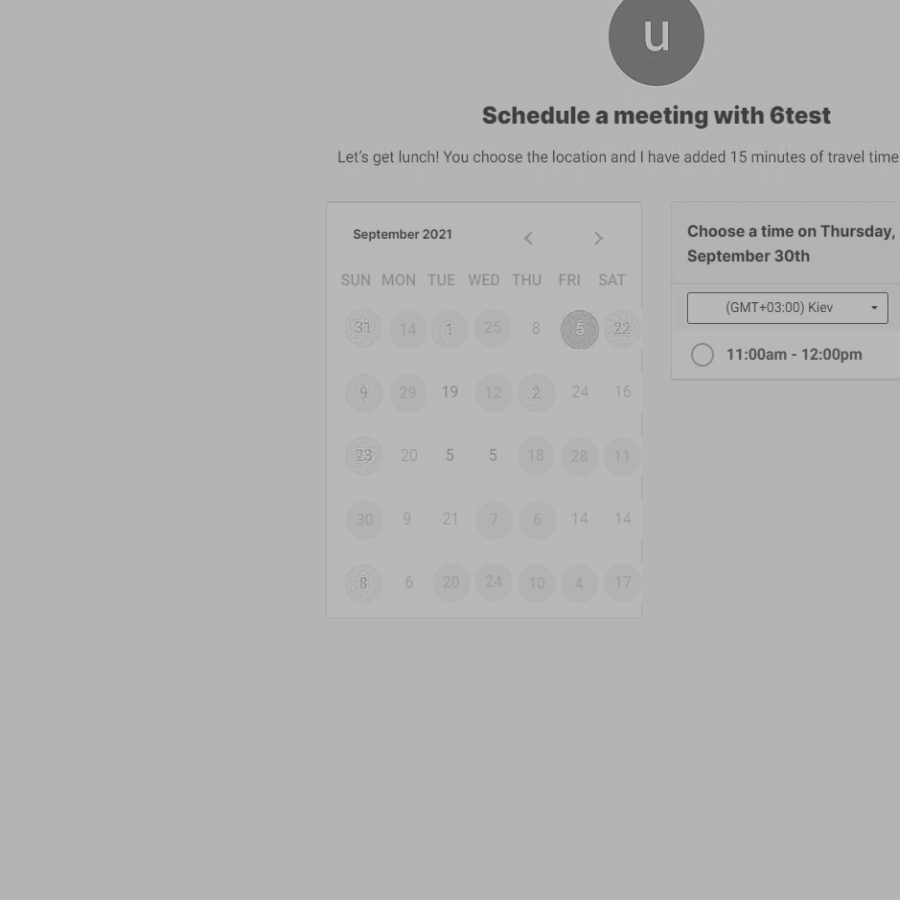 u
Schedule a meeting with 6test
Let's get lunch! You choose the location and I have added 15 minutes of travel time
September 2021
SUN MON TUE WED THU FRI SAT
31 14 1 25 8 5 22
9 29 19 12 2 24 16
23 20 5 5 18 28 11
30 9 21 7 6 14 14
8 6 20 24 10 4 17
Choose a time on Thursday,
September 30th
(GMT+03:00) Kiev
11:00am - 12:00pm